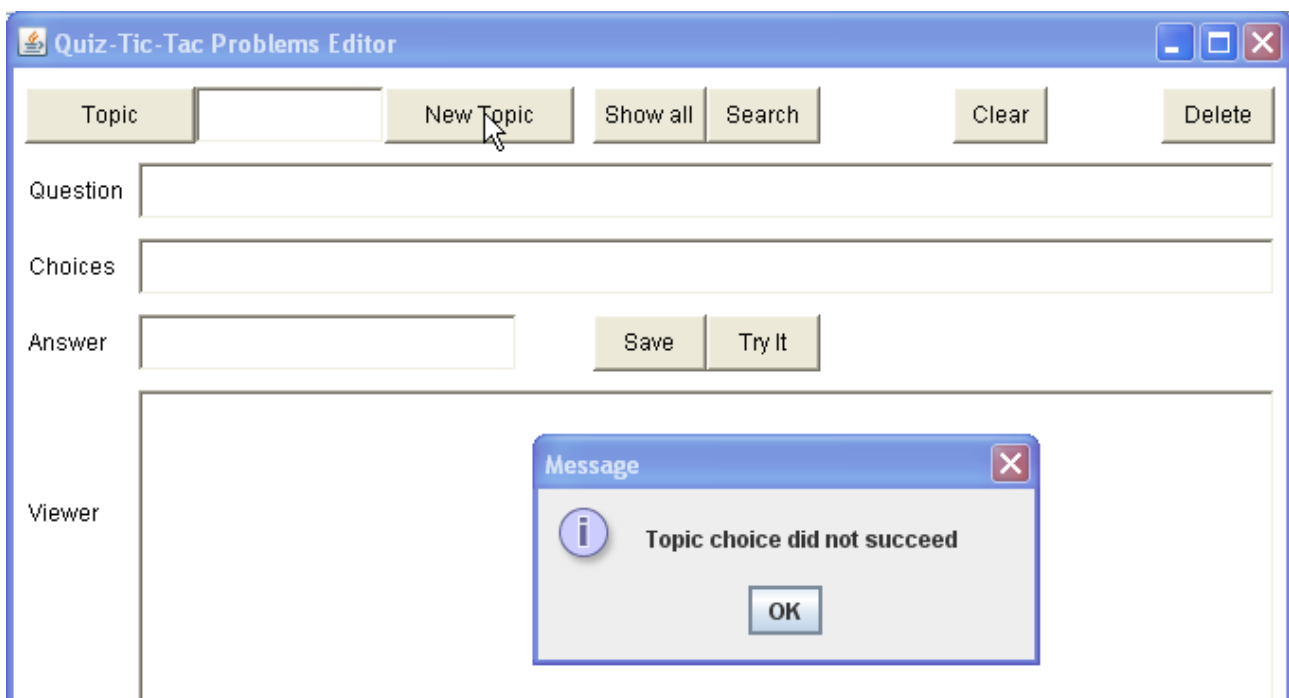 Quiz-Tic-Tac Problems Editor
Topic New Topic Show all Search Clear Delete
Question
Choices
Answer Save Try It
Message
Viewer
Topic choice did not succeed
OK